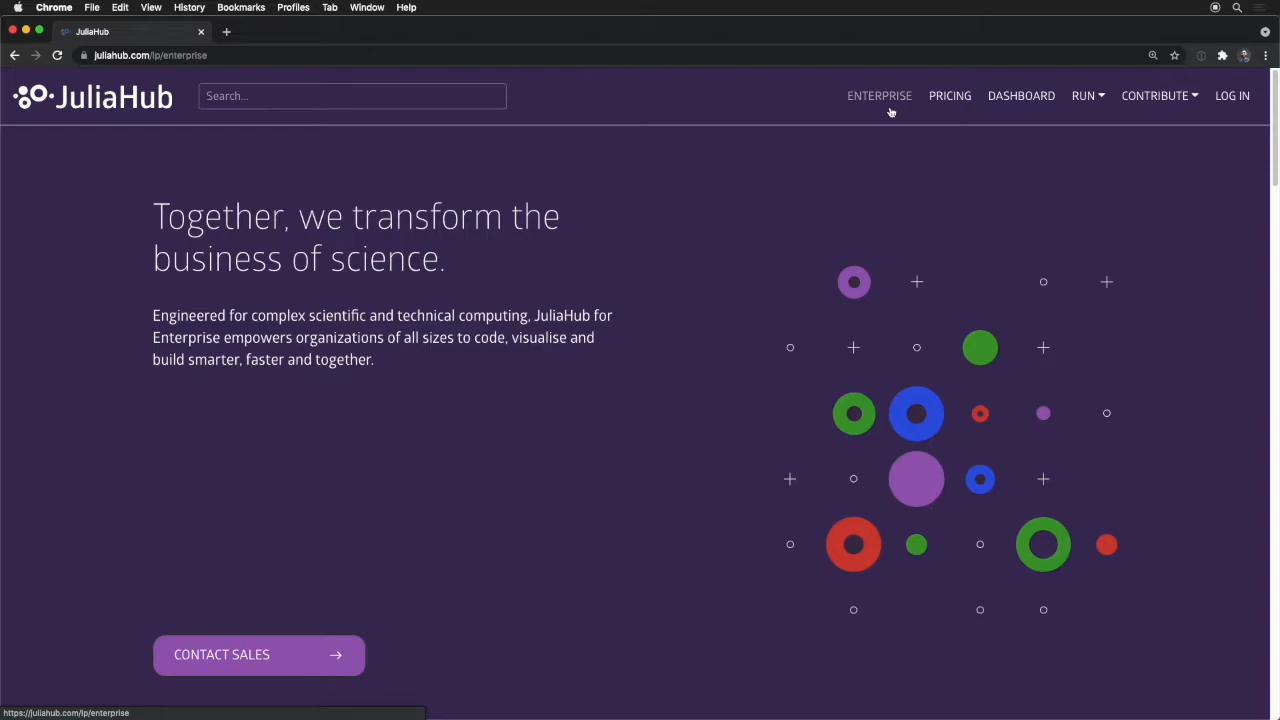 Chrome File Edit View History Bookmarks Profiles Tab Window Help
JuliaHub
juliahub.com/lp/enterprise
JuliaHub Search... ENTERPRISE PRICING DASHBOARD RUN CONTRIBUTE LOG IN
Together, we transform the
business of science.
Engineered for complex scientific and technical computing, JuliaHub for
Enterprise empowers organizations of all sizes to code, visualise and
build smarter, faster and together.
CONTACT SALES
https://juliahub.com/lp/enterprise